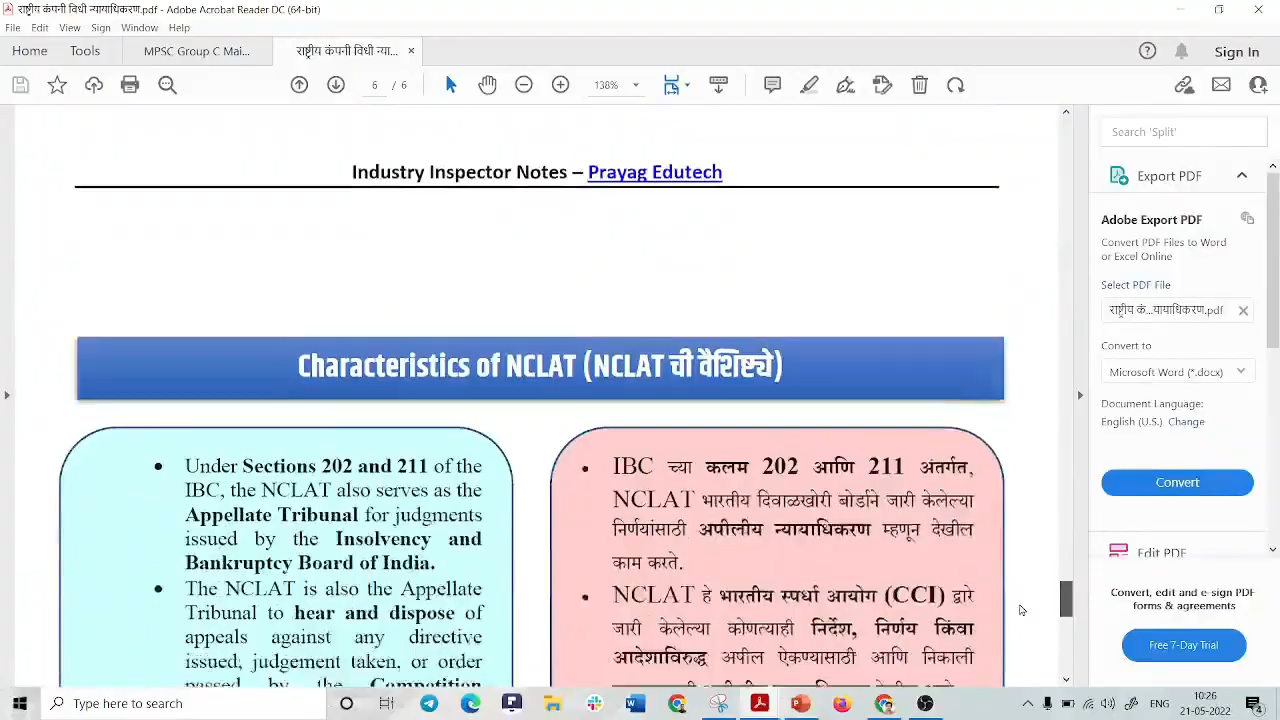 राष्ट्रीय कंपनी विधी न्यायाधिकरण.pdf - Adobe Acrobat Reader DC (64-bit)
File Edit View Sign Window Help
Home Tools MPSC Group C Mai... राष्ट्रीय कंपनी विधी न्या... × Sign In
6 / 6 138%
Industry Inspector Notes – Prayag Edutech
Characteristics of NCLAT (NCLAT ची वैशिष्ट्ये)
• Under Sections 202 and 211 of the
IBC, the NCLAT also serves as the
Appellate Tribunal for judgments
issued by the Insolvency and
Bankruptcy Board of India.
• The NCLAT is also the Appellate
Tribunal to hear and dispose of
appeals against any directive
issued, judgement taken, or order
passed by the Competition
• IBC च्या कलम 202 आणि 211 अंतर्गत,
NCLAT भारतीय दिवाळखोरी बोर्डाने जारी केलेल्या
निर्णयांसाठी अपीलीय न्यायाधिकरण म्हणून देखील
काम करते.
• NCLAT हे भारतीय स्पर्धा आयोग (CCI) द्वारे
जारी केलेल्या कोणत्याही निर्देश, निर्णय किंवा
आदेशाविरुद्ध अपील ऐकण्यासाठी आणि निकाली
Search 'Split'
Export PDF
Adobe Export PDF
Convert PDF Files to Word
or Excel Online
Select PDF File
राष्ट्रीय कं...यायाधिकरण.pdf
Convert to
Microsoft Word (*.docx)
Document Language:
English (U.S.) Change
Convert
Edit PDF
Convert, edit and e-sign PDF
forms & agreements
Free 7-Day Trial
Type here to search
ENG
10:26
21-05-2022